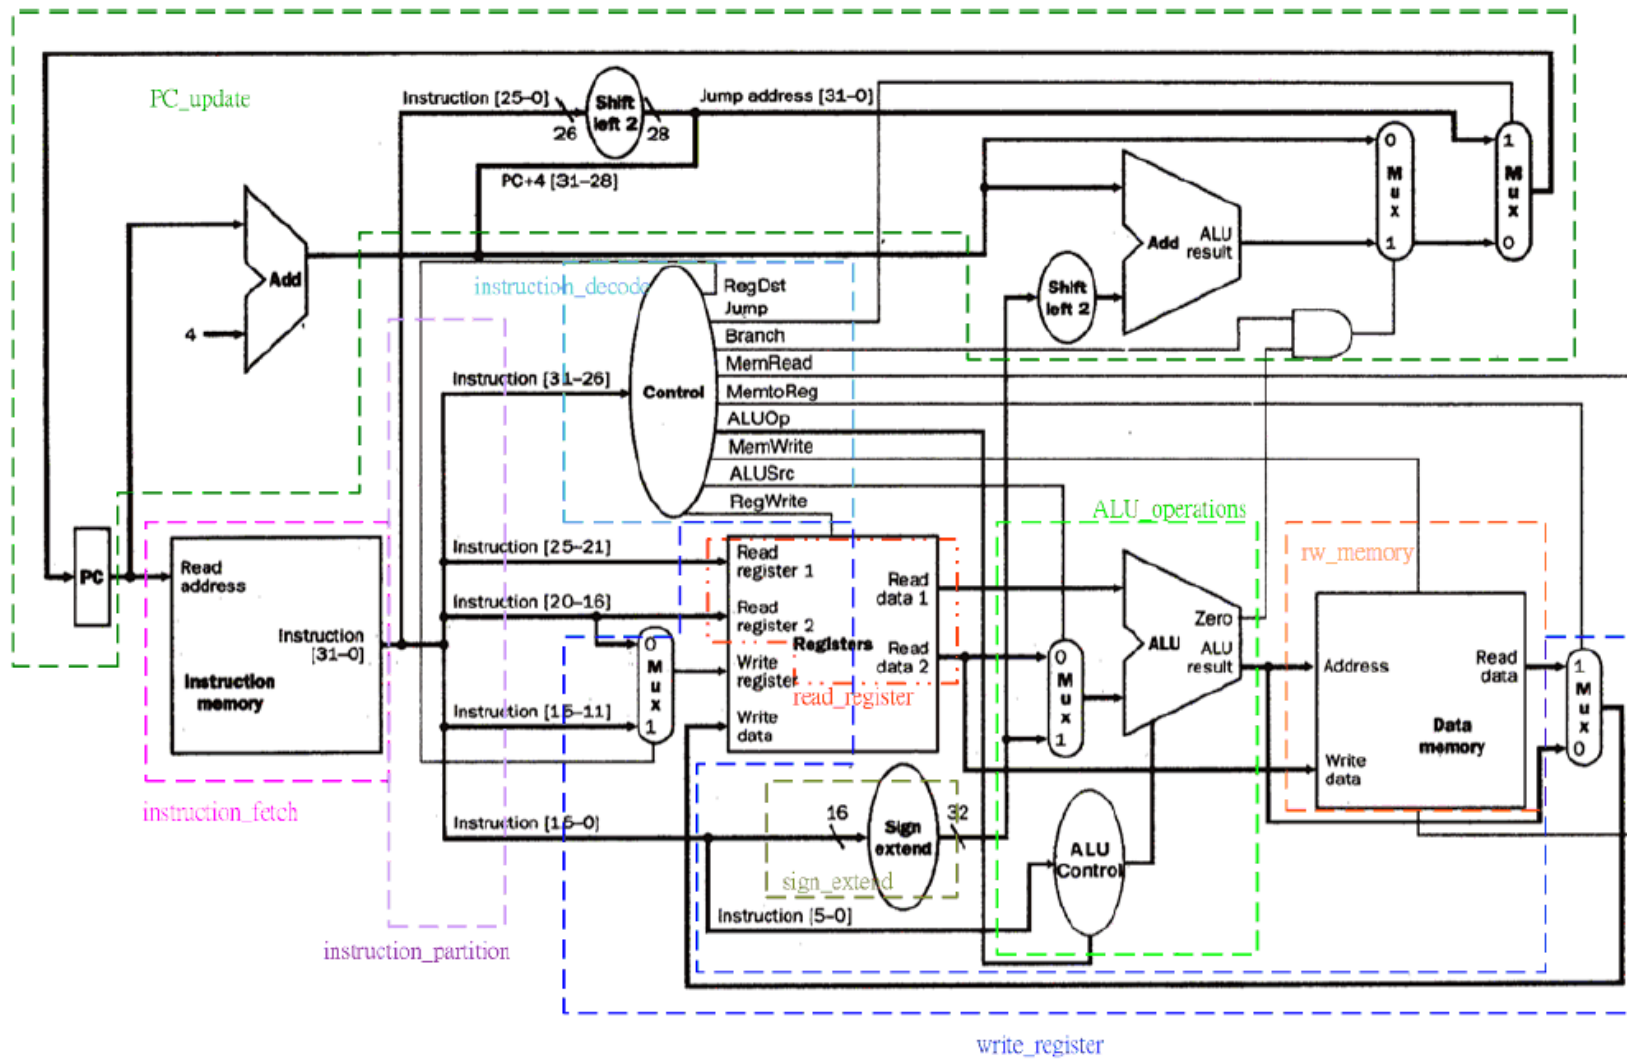 PC_update
Instruction [25–0]
26
Shift
left 2
28
Jump address [31–0]
PC+4 [31–28]
Add
4
0
M
u
x
1
1
M
u
x
0
Add
ALU
result
Shift
left 2
instruction_decode
Control
RegDst
Jump
Branch
MemRead
MemtoReg
ALUOp
MemWrite
ALUSrc
RegWrite
Instruction [31–26]
PC
Read
address
Instruction
[31–0]
Instruction
memory
instruction_fetch
instruction_partition
Instruction [25–21]
Instruction [20–16]
Instruction [15–11]
Instruction [15–0]
0
M
u
x
1
Read
register 1
Read
register 2
Write
register
Write
data
Registers
Read
data 1
Read
data 2
read_register
16
Sign
extend
32
sign_extend
Instruction [5–0]
ALU_operations
0
M
u
x
1
Zero
ALU
ALU
result
ALU
Control
rw_memory
Address
Read
data
Data
memory
Write
data
1
M
u
x
0
write_register